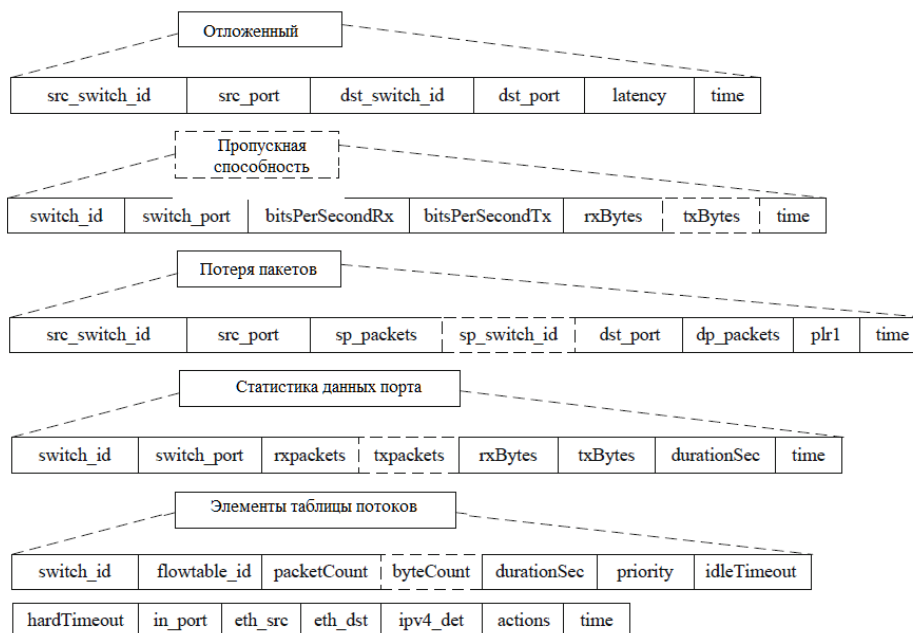 Отложенный
src_switch_id src_port dst_switch_id dst_port latency time
Пропускная
способность
switch_id switch_port bitsPerSecondRx bitsPerSecondTx rxBytes txBytes time
Потеря пакетов
src_switch_id src_port sp_packets sp_switch_id dst_port dp_packets plr1 time
Статистика данных порта
switch_id switch_port rxpackets txpackets rxBytes txBytes durationSec time
Элементы таблицы потоков
switch_id flowtable_id packetCount byteCount durationSec priority idleTimeout
hardTimeout in_port eth_src eth_dst ipv4_det actions time